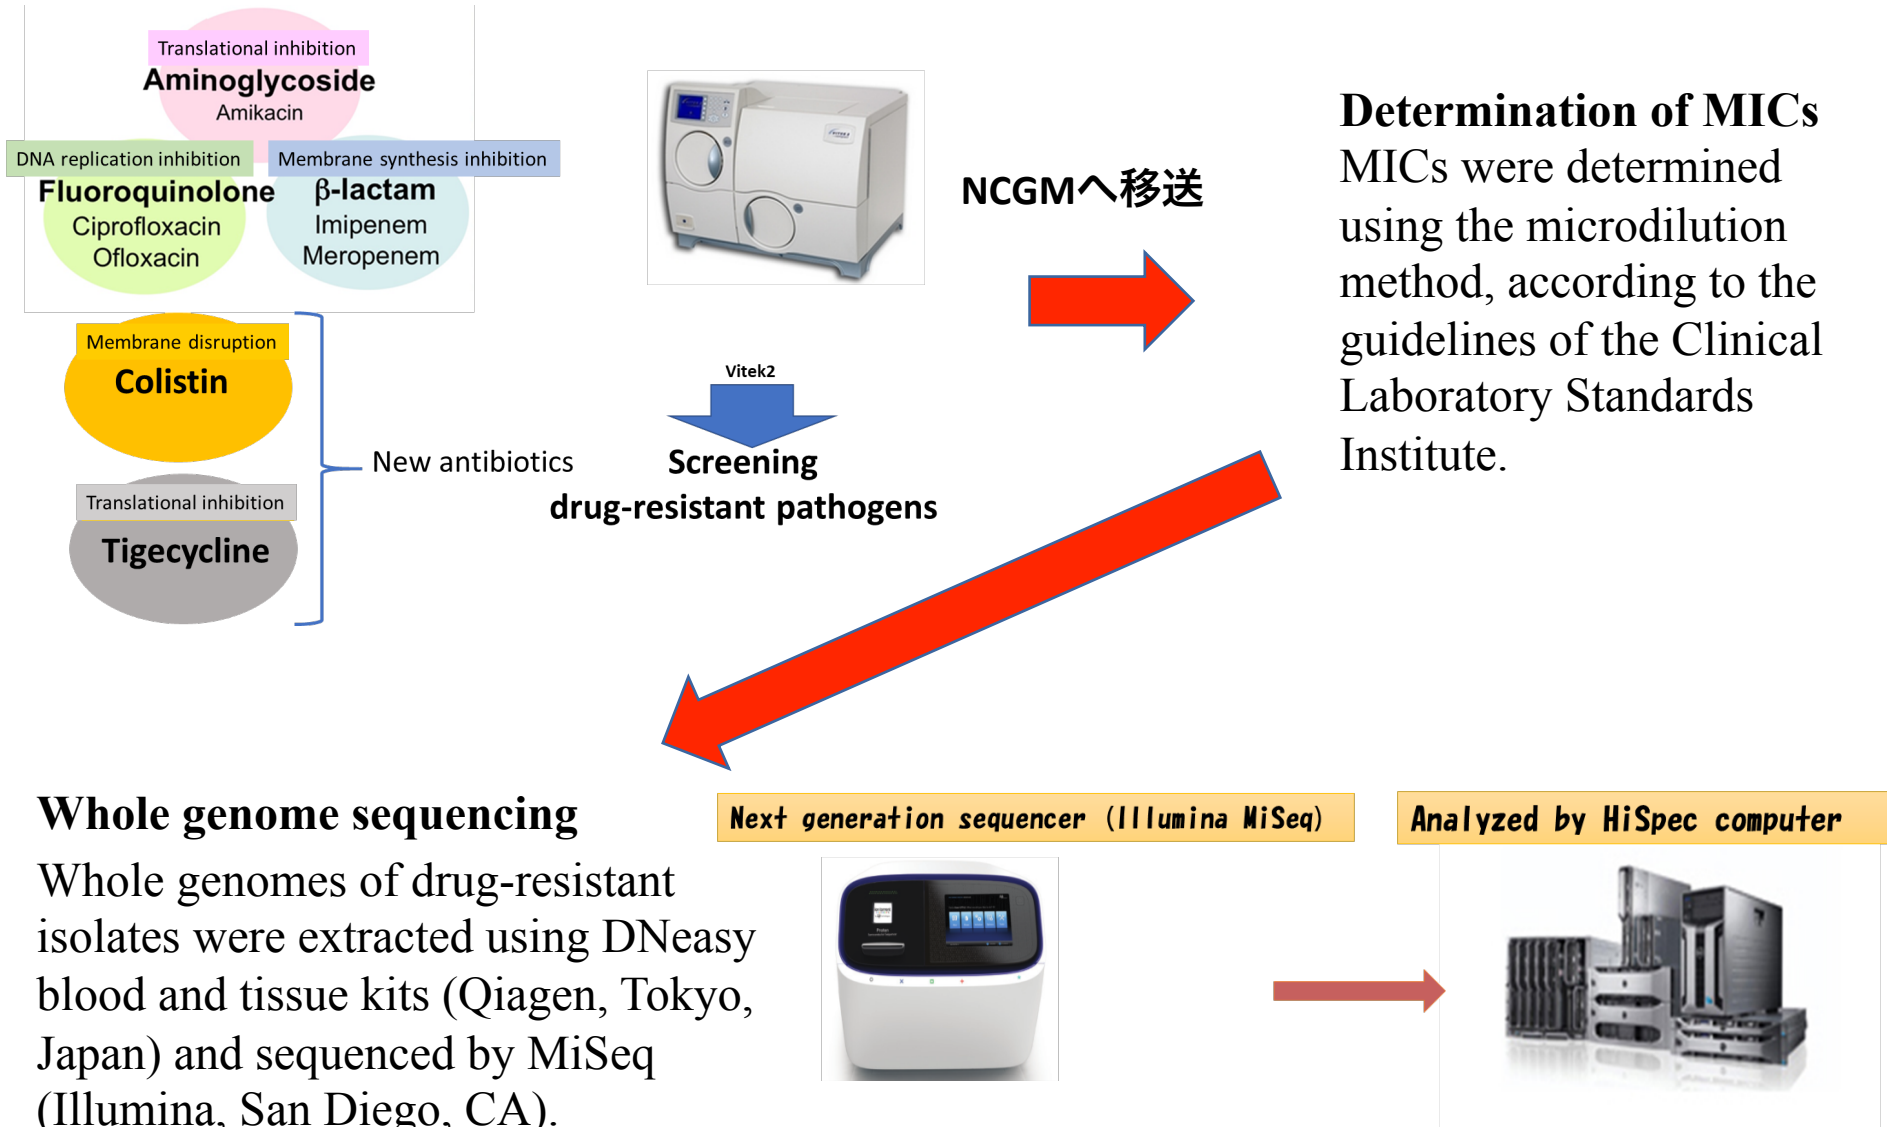 Translational inhibition
Aminoglycoside
Amikacin
DNA replication inhibition
Fluoroquinolone
Ciprofloxacin
Ofloxacin
Membrane synthesis inhibition
β-lactam
Imipenem
Meropenem
Membrane disruption
Colistin
Translational inhibition
Tigecycline
New antibiotics
Vitek2
Screening
drug-resistant pathogens
NCGMへ移送
Determination of MICs
MICs were determined
using the microdilution
method, according to the
guidelines of the Clinical
Laboratory Standards
Institute.
Whole genome sequencing
Whole genomes of drug-resistant
isolates were extracted using DNeasy
blood and tissue kits (Qiagen, Tokyo,
Japan) and sequenced by MiSeq
(Illumina, San Diego, CA).
Next generation sequencer (Illumina MiSeq)
Proton
Analyzed by HiSpec computer